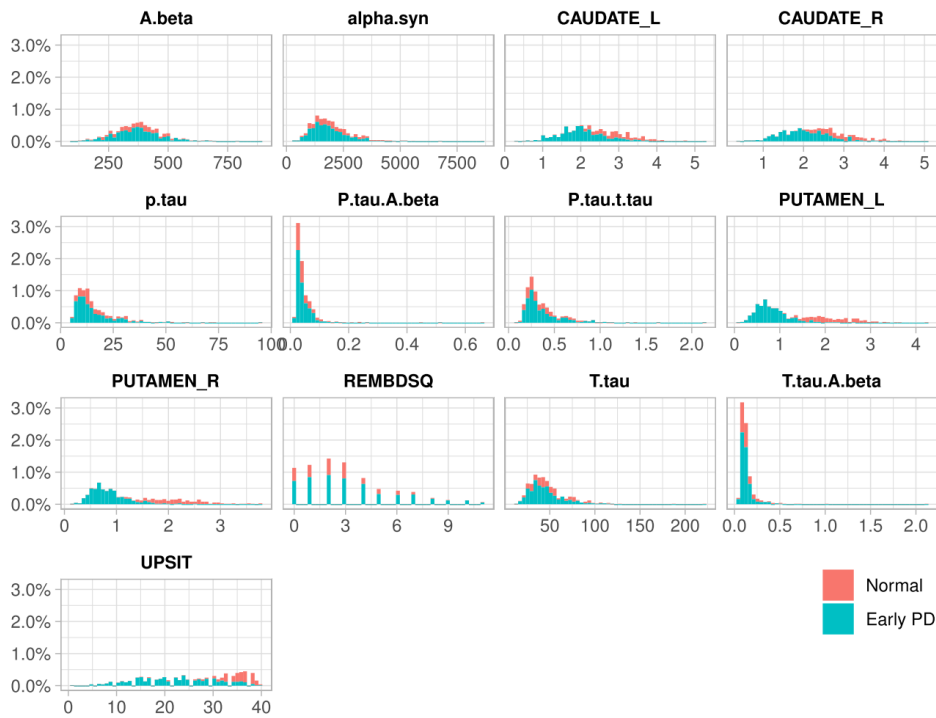 A.beta alpha.syn CAUDATE_L CAUDATE_R
3.0%
2.0%
1.0%
0.0%
250 500 750 0 2500 5000 7500 0 1 2 3 4 5 1 2 3 4 5
p.tau P.tau.A.beta P.tau.t.tau PUTAMEN_L
3.0%
2.0%
1.0%
0.0%
0 25 50 75 100 0.0 0.2 0.4 0.6 0.0 0.5 1.0 1.5 2.0 0 1 2 3 4
PUTAMEN_R REMBDSQ T.tau T.tau.A.beta
3.0%
2.0%
1.0%
0.0%
0 1 2 3 0 3 6 9 50 100 150 200 0.0 0.5 1.0 1.5 2.0
UPSIT
3.0%
2.0%
1.0%
0.0%
0 10 20 30 40
Normal
Early PD